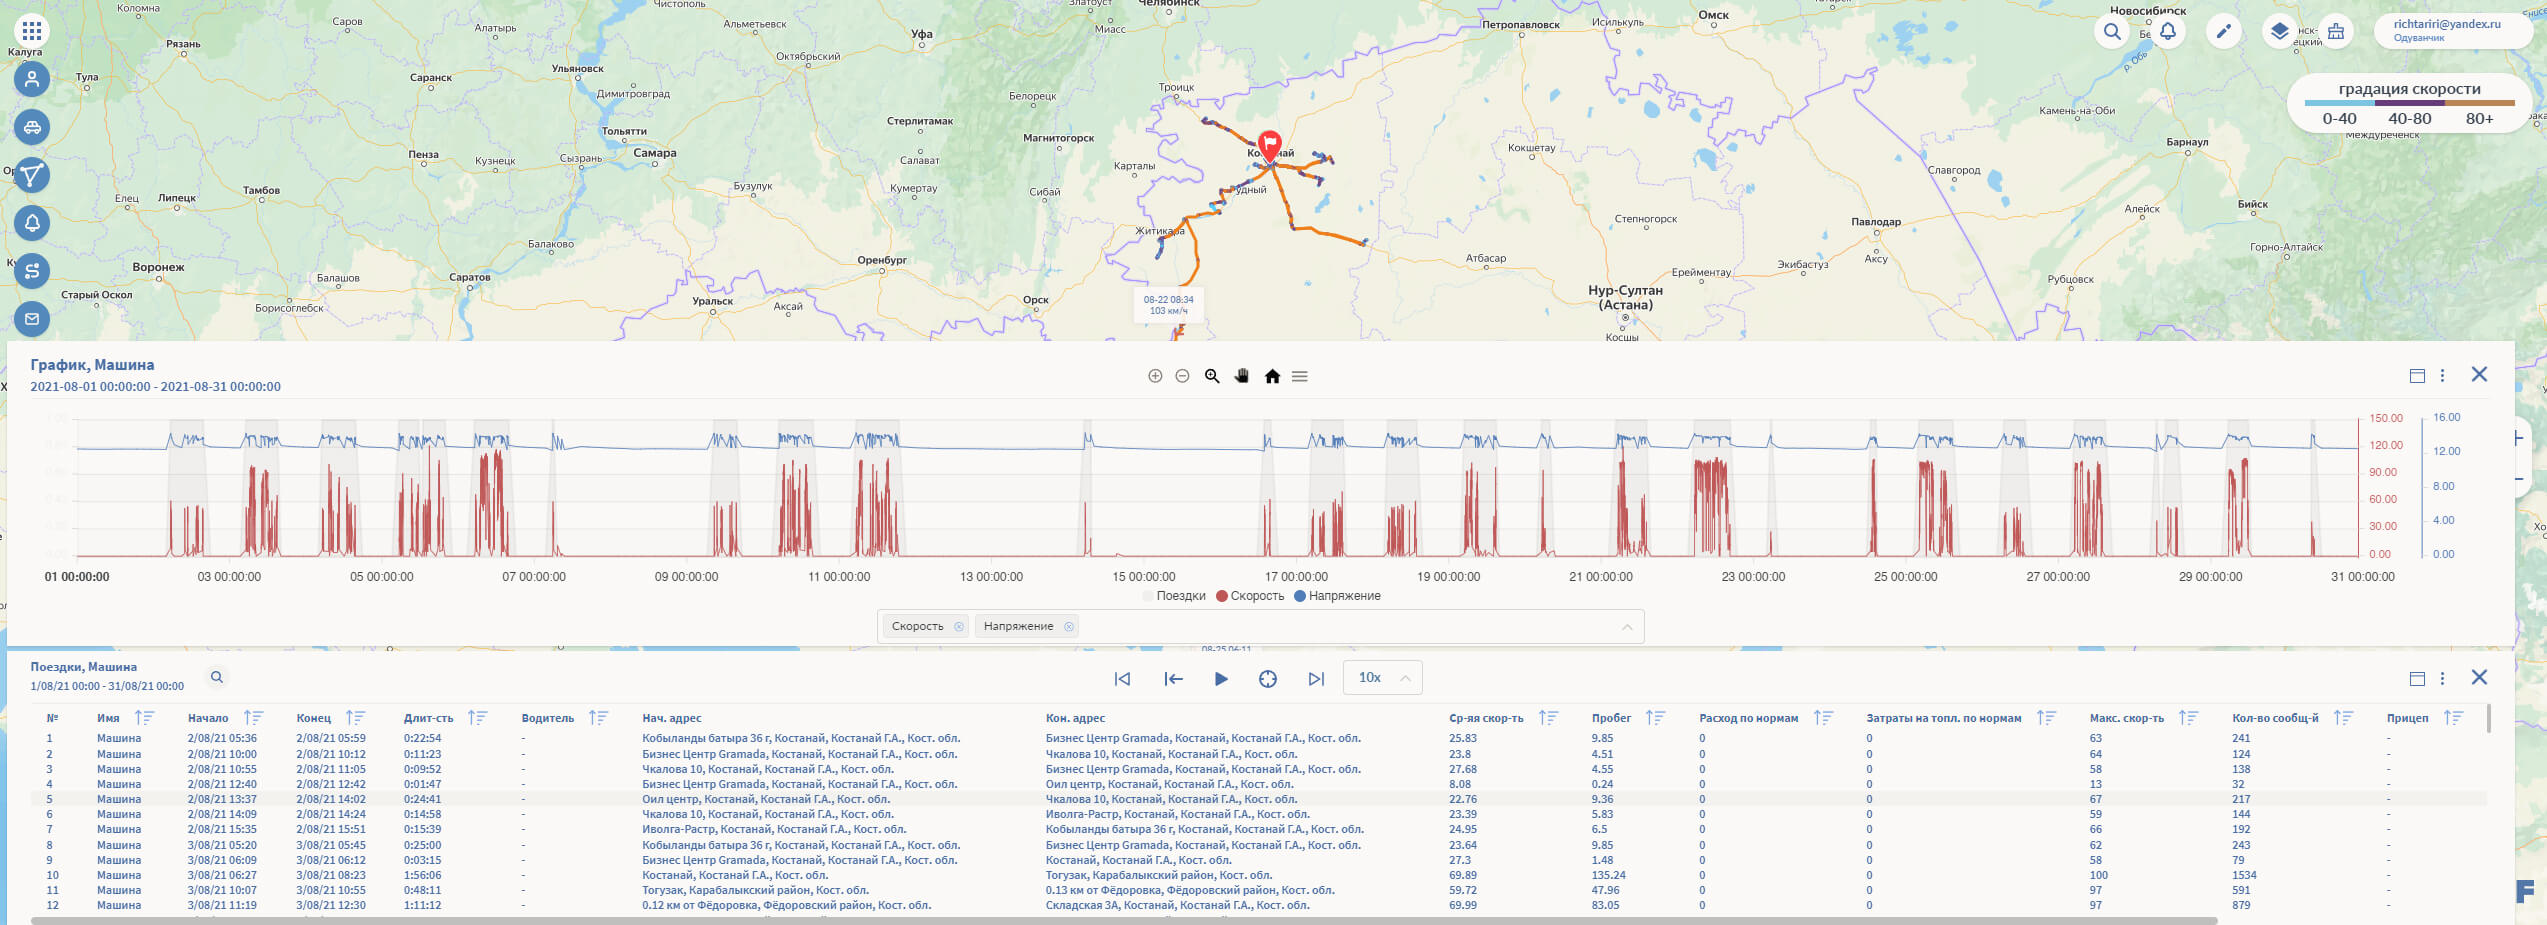 Коломна
Рязань
Калуга
Тула
Саров
Алатырь
Саранск
Ульяновск
Димитровград
Альметьевск
Чистополь
Октябрьский
Уфа
Златоуст
Миасс
Челябинск
Троицк
Петропавловск
Исилькуль
Омск
Новосибирск
richtariri@yandex.ru
Одуванчик
градация скорости
0-40 40-80 80+
Междуреченск
Камень-на-Оби
Барнаул
Славгород
р. Обь
Белорецк
Магнитогорск
Карталы
Кокшетау
Стерлитамак
Тольятти
Самара
Пенза
Кузнецк
Сызрань
Салават
Кумертау
Сибай
Бузулук
Рудный
Елец
Липецк
Тамбов
Степногорск
Павлодар
Алейск
Бийск
Горно-Алтайск
Житикара
Балаково
Оренбург
Атбасар
Аксу
Экибастуз
Ерейментау
Рубцовск
Воронеж
Балашов
Саратов
Старый Оскол
Борисоглебск
Уральск
Аксай
Орск
Нур-Султан
(Астана)
Косшы
08-22 08:34
103 км/ч
График, Машина
2021-08-01 00:00:00 - 2021-08-31 00:00:00
1.00
0.80
0.60
0.40
0.20
0.00
150.00
120.00
90.00
60.00
30.00
0.00
16.00
12.00
8.00
4.00
0.00
01 00:00:00 03 00:00:00 05 00:00:00 07 00:00:00 09 00:00:00 11 00:00:00 13 00:00:00 15 00:00:00 17 00:00:00 19 00:00:00 21 00:00:00 23 00:00:00 25 00:00:00 27 00:00:00 29 00:00:00 31 00:00:00
Поездки Скорость Напряжение
Скорость Напряжение
08-25 06:11
Поездки, Машина
1/08/21 00:00 - 31/08/21 00:00
10x
№ Имя Начало Конец Длит-сть Водитель Нач. адрес Кон. адрес Ср-яя скор-ть Пробег Расход по нормам Затраты на топл. по нормам Макс. скор-ть Кол-во сообщ-й Прицеп
1 Машина 2/08/21 05:36 2/08/21 05:59 0:22:54 - Кобыланды батыра 36 г, Костанай, Костанай Г.А., Кост. обл. Бизнес Центр Gramada, Костанай, Костанай Г.А., Кост. обл. 25.83 9.85 0 0 63 241 -
2 Машина 2/08/21 10:00 2/08/21 10:12 0:11:23 - Бизнес Центр Gramada, Костанай, Костанай Г.А., Кост. обл. Чкалова 10, Костанай, Костанай Г.А., Кост. обл. 23.8 4.51 0 0 64 124 -
3 Машина 2/08/21 10:55 2/08/21 11:05 0:09:52 - Чкалова 10, Костанай, Костанай Г.А., Кост. обл. Бизнес Центр Gramada, Костанай, Костанай Г.А., Кост. обл. 27.68 4.55 0 0 58 138 -
4 Машина 2/08/21 12:40 2/08/21 12:42 0:01:47 - Бизнес Центр Gramada, Костанай, Костанай Г.А., Кост. обл. Оил центр, Костанай, Костанай Г.А., Кост. обл. 8.08 0.24 0 0 13 32 -
5 Машина 2/08/21 13:37 2/08/21 14:02 0:24:41 - Оил центр, Костанай, Костанай Г.А., Кост. обл. Чкалова 10, Костанай, Костанай Г.А., Кост. обл. 22.76 9.36 0 0 67 217 -
6 Машина 2/08/21 14:09 2/08/21 14:24 0:14:58 - Чкалова 10, Костанай, Костанай Г.А., Кост. обл. Иволга-Растр, Костанай, Костанай Г.А., Кост. обл. 23.39 5.83 0 0 59 144 -
7 Машина 2/08/21 15:35 2/08/21 15:51 0:15:39 - Иволга-Растр, Костанай, Костанай Г.А., Кост. обл. Кобыланды батыра 36 г, Костанай, Костанай Г.А., Кост. обл. 24.95 6.5 0 0 66 192 -
8 Машина 3/08/21 05:20 3/08/21 05:45 0:25:00 - Кобыланды батыра 36 г, Костанай, Костанай Г.А., Кост. обл. Бизнес Центр Gramada, Костанай, Костанай Г.А., Кост. обл. 23.64 9.85 0 0 62 243 -
9 Машина 3/08/21 06:09 3/08/21 06:12 0:03:15 - Бизнес Центр Gramada, Костанай, Костанай Г.А., Кост. обл. Костанай, Костанай Г.А., Кост. обл. 27.3 1.48 0 0 58 79 -
10 Машина 3/08/21 06:27 3/08/21 08:23 1:56:06 - Костанай, Костанай Г.А., Кост. обл. Тогузак, Карабалыкский район, Кост. обл. 69.89 135.24 0 0 100 1534 -
11 Машина 3/08/21 10:07 3/08/21 10:55 0:48:11 - Тогузак, Карабалыкский район, Кост. обл. 0.13 км от Фёдоровка, Фёдоровский район, Кост. обл. 59.72 47.96 0 0 97 591 -
12 Машина 3/08/21 11:19 3/08/21 12:30 1:11:12 - 0.12 км от Фёдоровка, Фёдоровский район, Кост. обл. Складская 3А, Костанай, Костанай Г.А., Кост. обл. 69.99 83.05 0 0 97 879 -